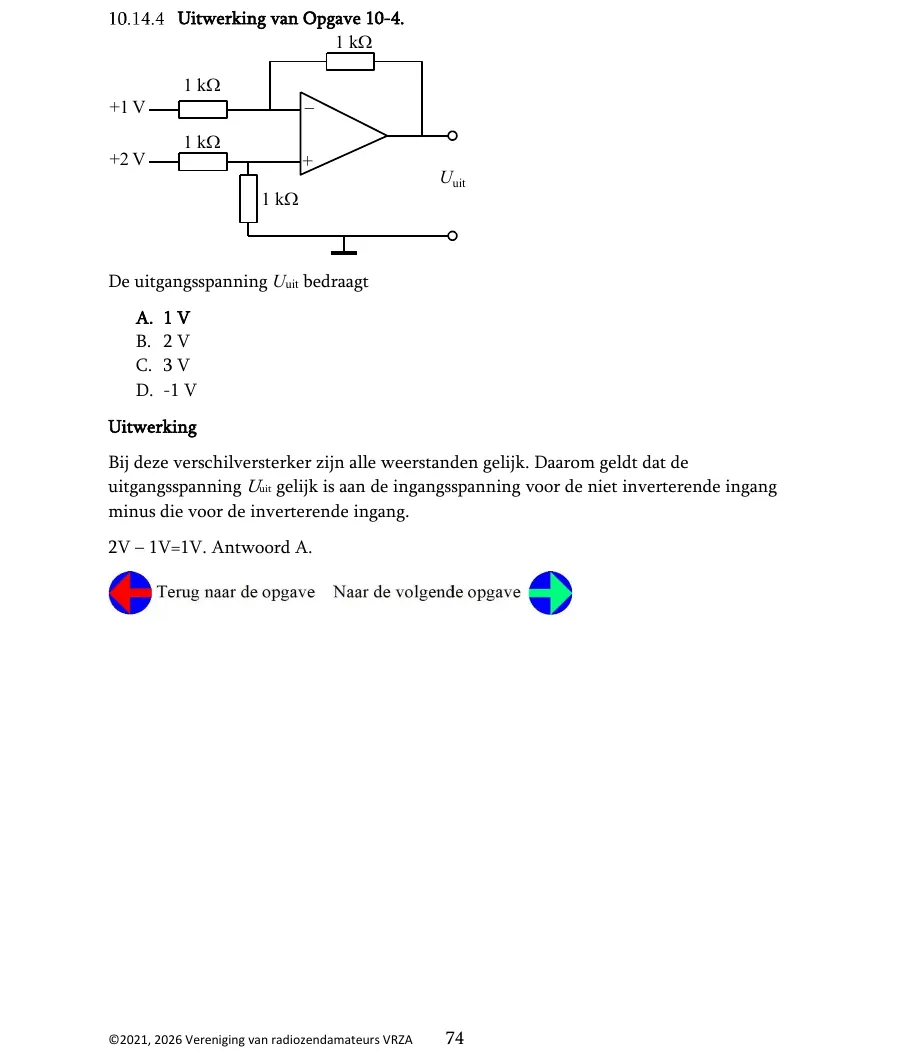 10.14.4 Uitwerking van Opgave 10-4.
1 kΩ
1 kΩ
+1 V
−
1 kΩ
+2 V
+
Uuit
1 kΩ
De uitgangsspanning Uuit bedraagt
A. 1 V
B. 2 V
C. 3 V
D. -1 V
Uitwerking
Bij deze verschilversterker zijn alle weerstanden gelijk. Daarom geldt dat de
uitgangsspanning Uuit gelijk is aan de ingangsspanning voor de niet inverterende ingang
minus die voor de inverterende ingang.
2V – 1V=1V. Antwoord A.
Terug naar de opgave Naar de volgende opgave
©2021, 2026 Vereniging van radiozendamateurs VRZA 74